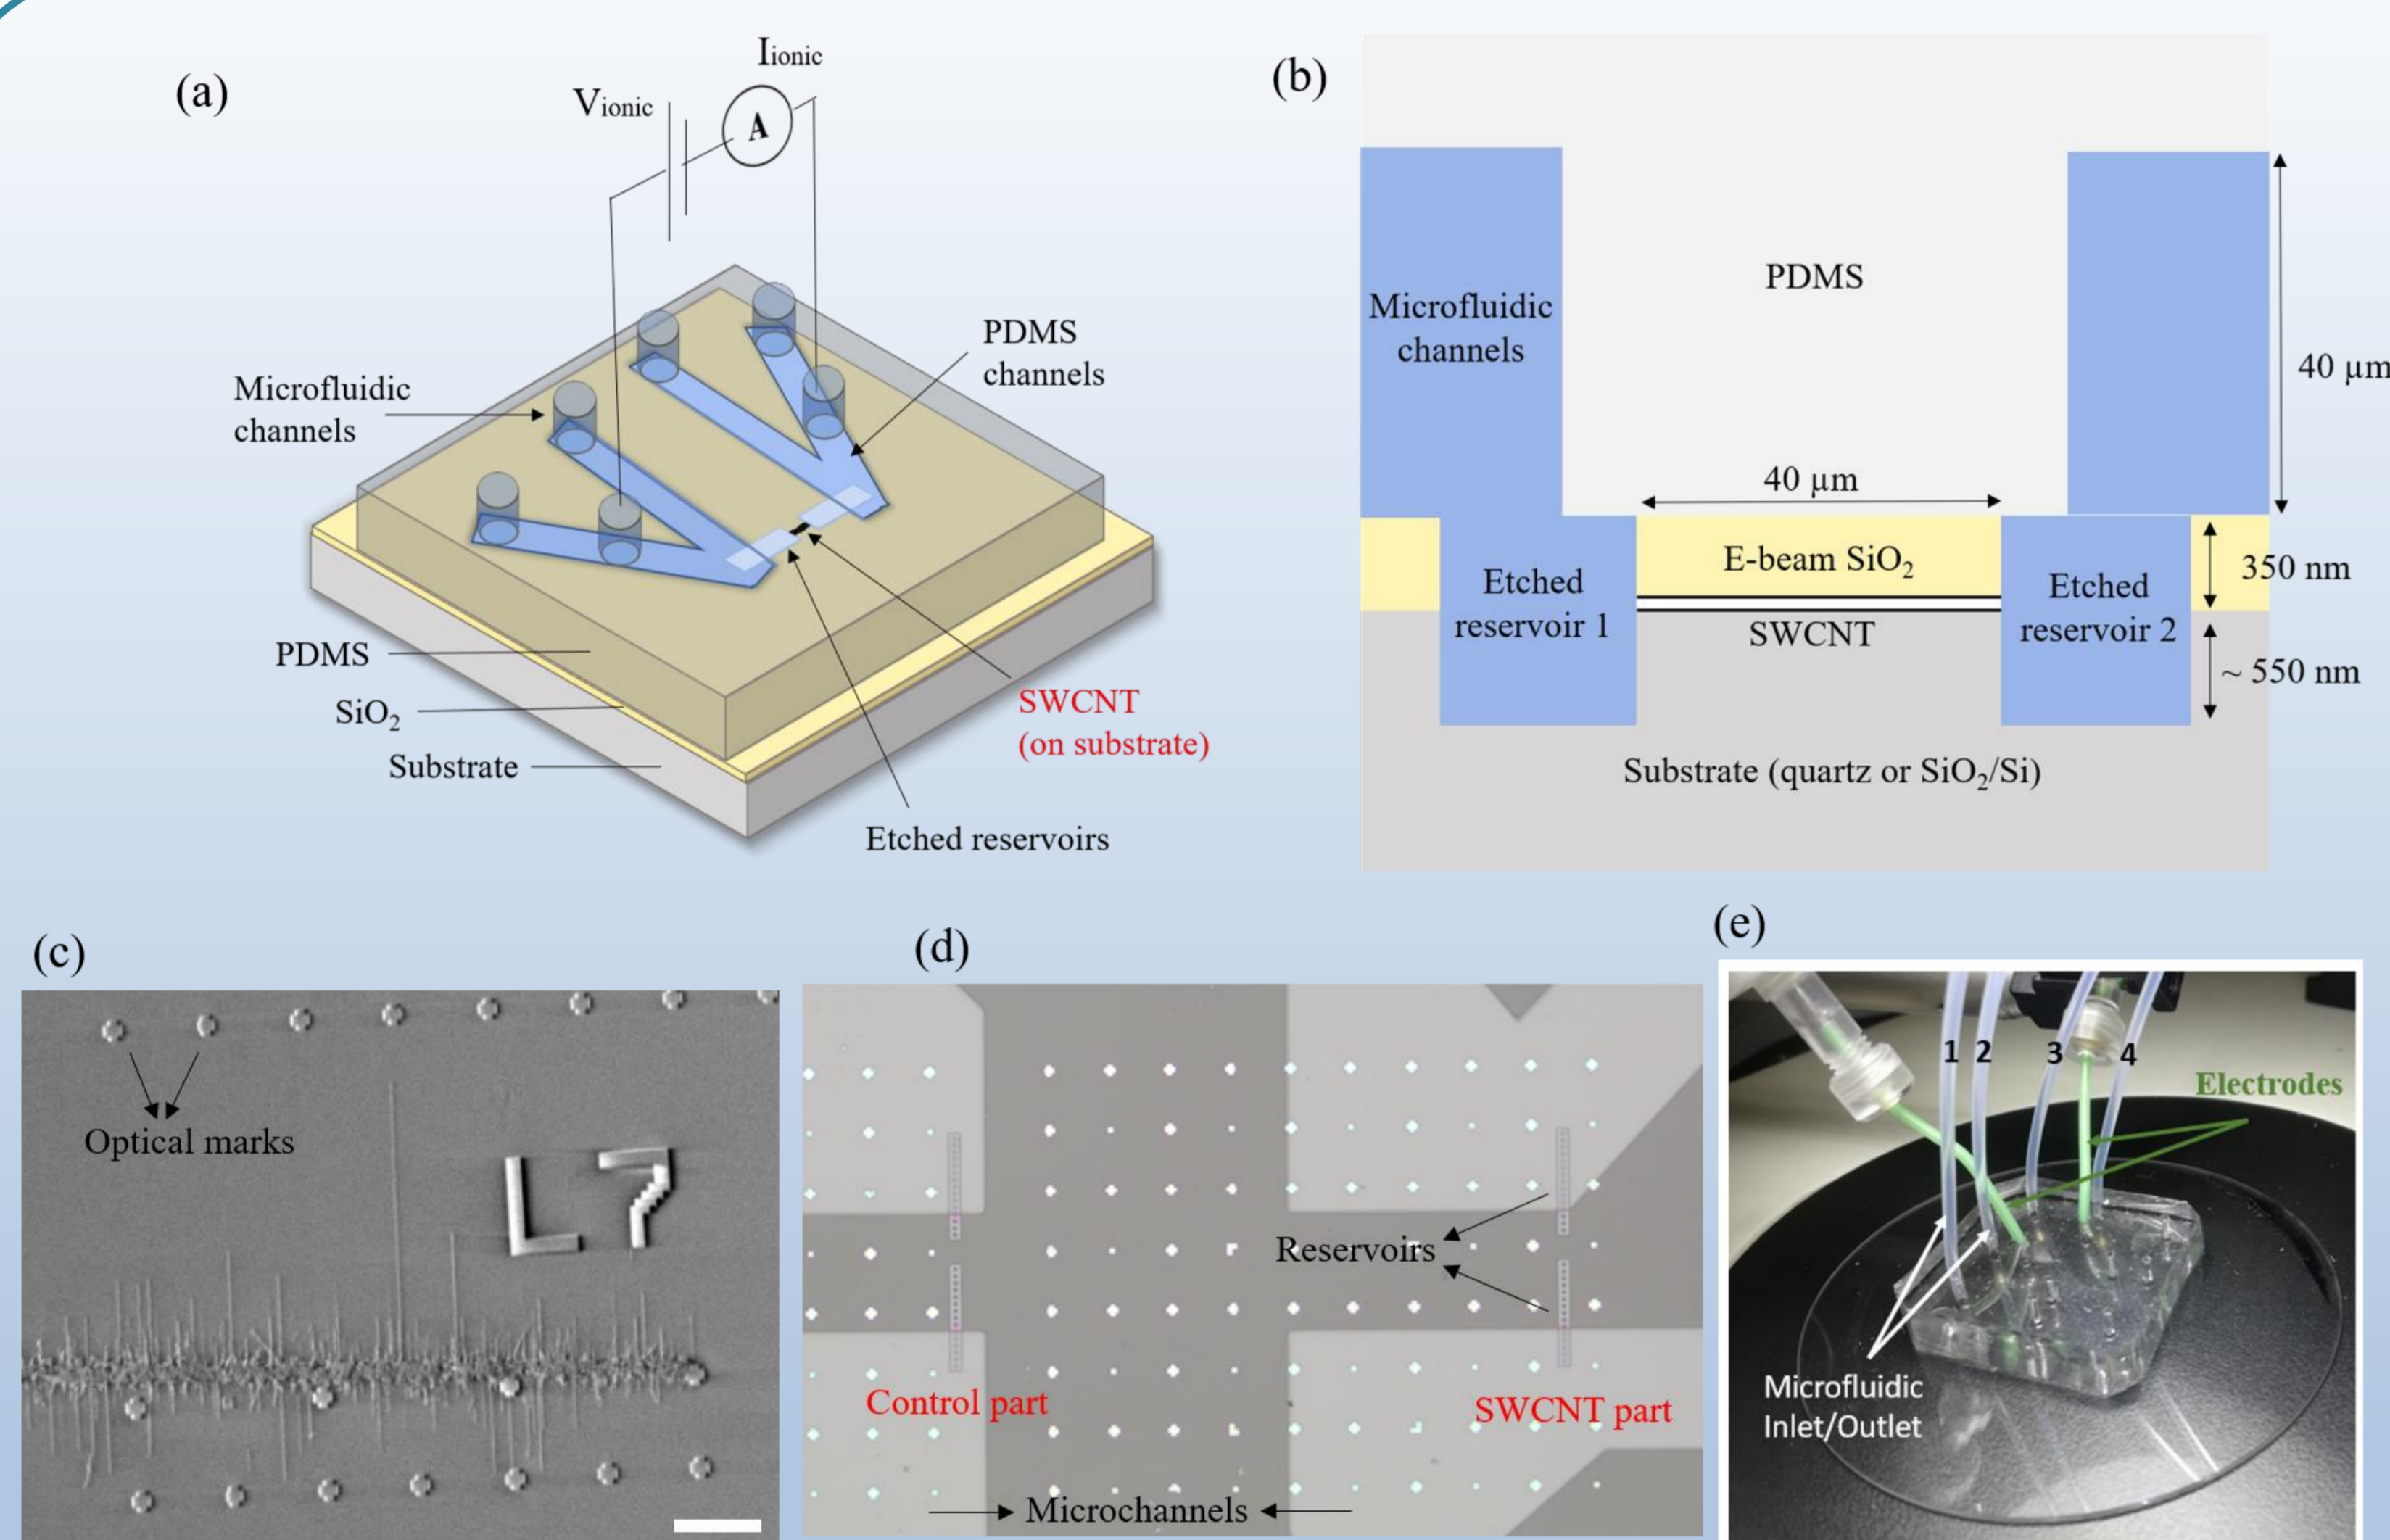 (a)
Iionic
Vionic
A
Microfluidic
channels
PDMS
channels
PDMS
SiO₂
Substrate
SWCNT
(on substrate)
Etched reservoirs
(b)
Microfluidic
channels
PDMS
40 µm
40 µm
E-beam SiO₂
350 nm
Etched
reservoir 1
SWCNT
Etched
reservoir 2
~ 550 nm
Substrate (quartz or SiO₂/Si)
(c)
Optical marks
L7
(d)
Reservoirs
Control part
SWCNT part
Microchannels
(e)
1 2 3 4
Electrodes
Microfluidic
Inlet/Outlet